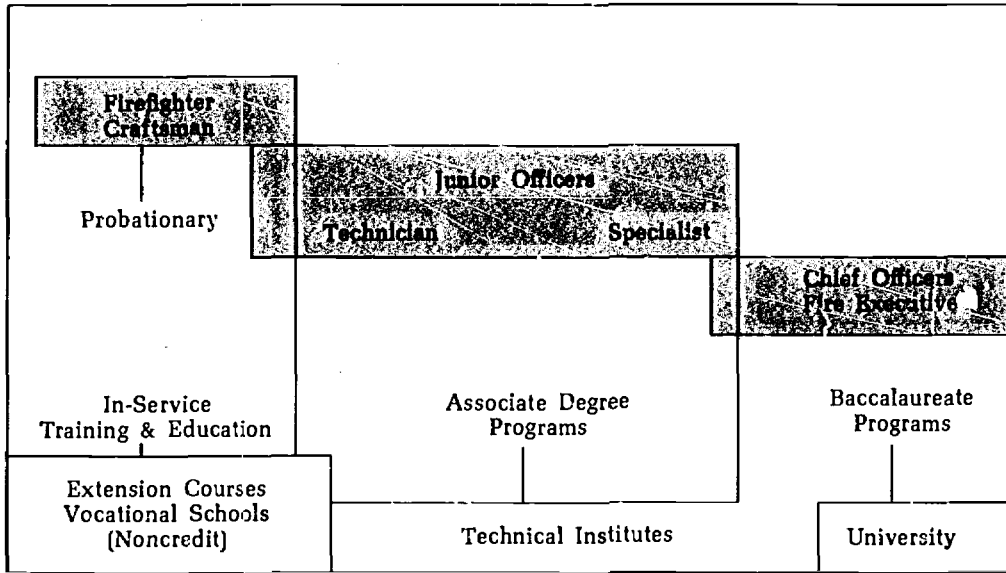 Firefighter
Craftsman
Probationary
Junior Officers
Technician Specialist
Chief Officers
Fire Executive
In-Service
Training & Education
Associate Degree
Programs
Baccalaureate
Programs
Extension Courses
Vocational Schools
(Noncredit)
Technical Institutes
University